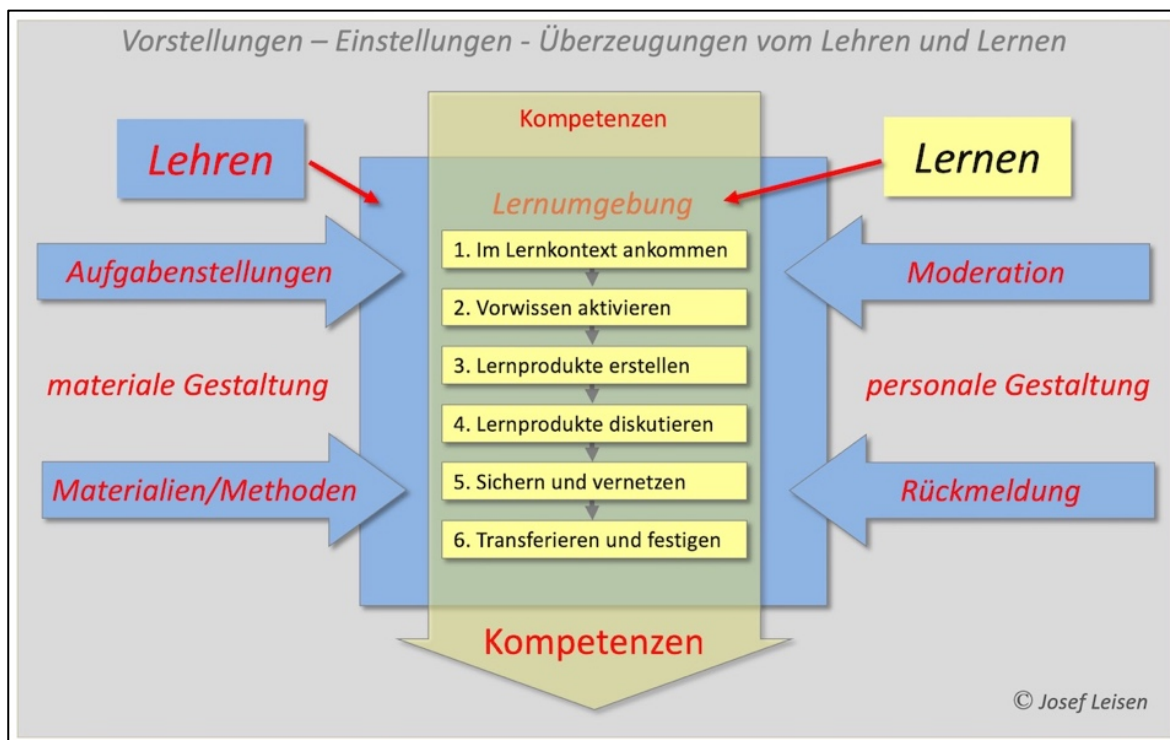 Vorstellungen – Einstellungen - Überzeugungen vom Lehren und Lernen
Kompetenzen
Lehren
Lernen
Lernumgebung
1. Im Lernkontext ankommen
Aufgabenstellungen
Moderation
2. Vorwissen aktivieren
3. Lernprodukte erstellen
materiale Gestaltung
personale Gestaltung
4. Lernprodukte diskutieren
5. Sichern und vernetzen
Materialien/Methoden
Rückmeldung
6. Transferieren und festigen
Kompetenzen
© Josef Leisen